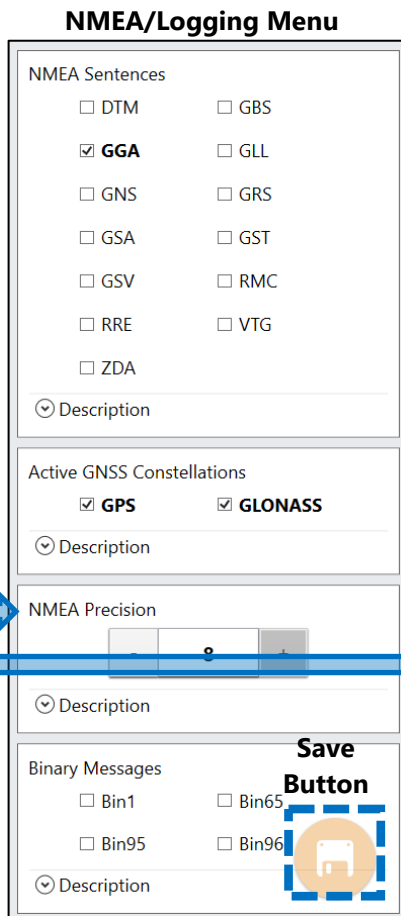 NMEA/Logging Menu
NMEA Sentences
DTM GBS
GGA GLL
GNS GRS
GSA GST
GSV RMC
RRE VTG
ZDA
Description
Active GNSS Constellations
GPS GLONASS
Description
NMEA Precision
- 8 +
Description
Save
Binary Messages
Button
Bin1 Bin65
Bin95 Bin96
Description